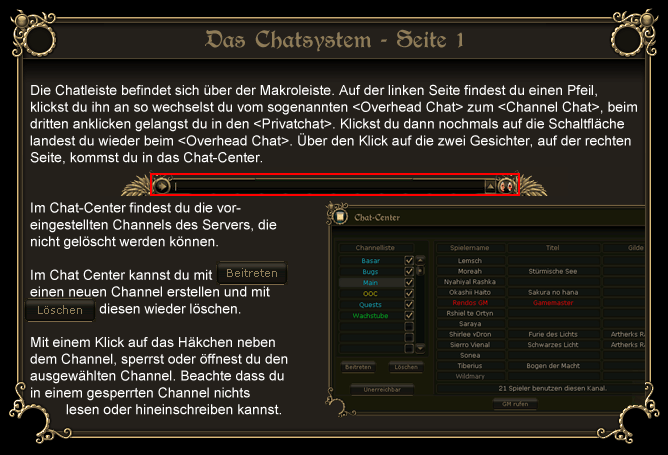 Das Chatsystem - Seite 1
Die Chatleiste befindet sich über der Makroleiste. Auf der linken Seite findest du einen Pfeil,
klickst du ihn an so wechselst du vom sogenannten <Overhead Chat> zum <Channel Chat>, beim
dritten anklicken gelangst du in den <Privatchat>. Klickst du dann nochmals auf die Schaltfläche
landest du wieder beim <Overhead Chat>. Über den Klick auf die zwei Gesichter, auf der rechten
Seite, kommst du in das Chat-Center.
Im Chat-Center findest du die vor-
eingestellten Channels des Servers, die
nicht gelöscht werden können.
Im Chat Center kannst du mit Beitreten
einen neuen Channel erstellen und mit
Löschen diesen wieder löschen.
Mit einem Klick auf das Häkchen neben
dem Channel, sperrst oder öffnest du den
ausgewählten Channel. Beachte dass du
in einem gesperrten Channel nichts
lesen oder hineinschreiben kannst.
Chat-Center
Channelliste
Basar
Bugs
Main
OOC
Quests
Wachstube
Beitreten Löschen
Unerreichbar
Spielername Titel Gilde
Lemsch
Moreah Stürmische See
Nyahiyal Rashka
Okashii Haito Sakura no hana
Rendos GM Gamemaster
Rshiel te Ortyn
Saraya
Shirlee vDron Furie des Lichts Artherks R
Sierro Vienal Schwarzes Licht Artherks R
Sonea
Tiberius Bogen der Macht
Wildmary
21 Spieler benutzen diesen Kanal.
GM rufen